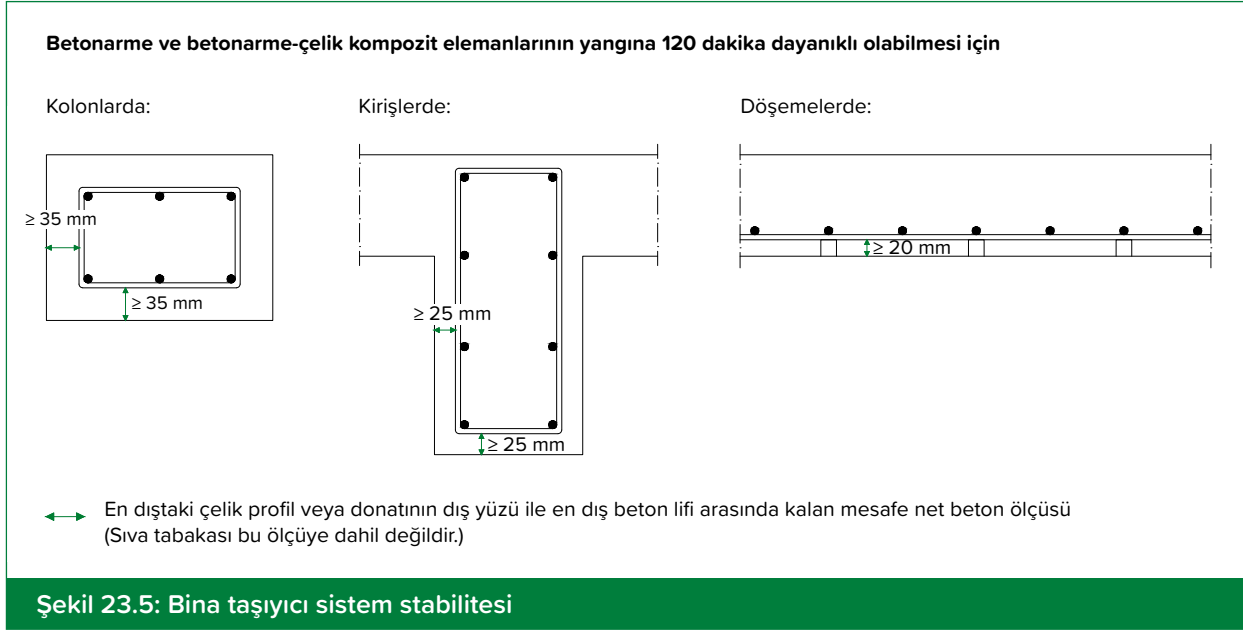 Betonarme ve betonarme-çelik kompozit elemanlarının yangına 120 dakika dayanıklı olabilmesi için
Kolonlarda:
≥ 35 mm
≥ 35 mm
Kirişlerde:
≥ 25 mm
≥ 25 mm
Döşemelerde:
≥ 20 mm
En dıştaki çelik profil veya donatının dış yüzü ile en dış beton lifi arasında kalan mesafe net beton ölçüsü
(Sıva tabakası bu ölçüye dahil değildir.)
Şekil 23.5: Bina taşıyıcı sistem stabilitesi